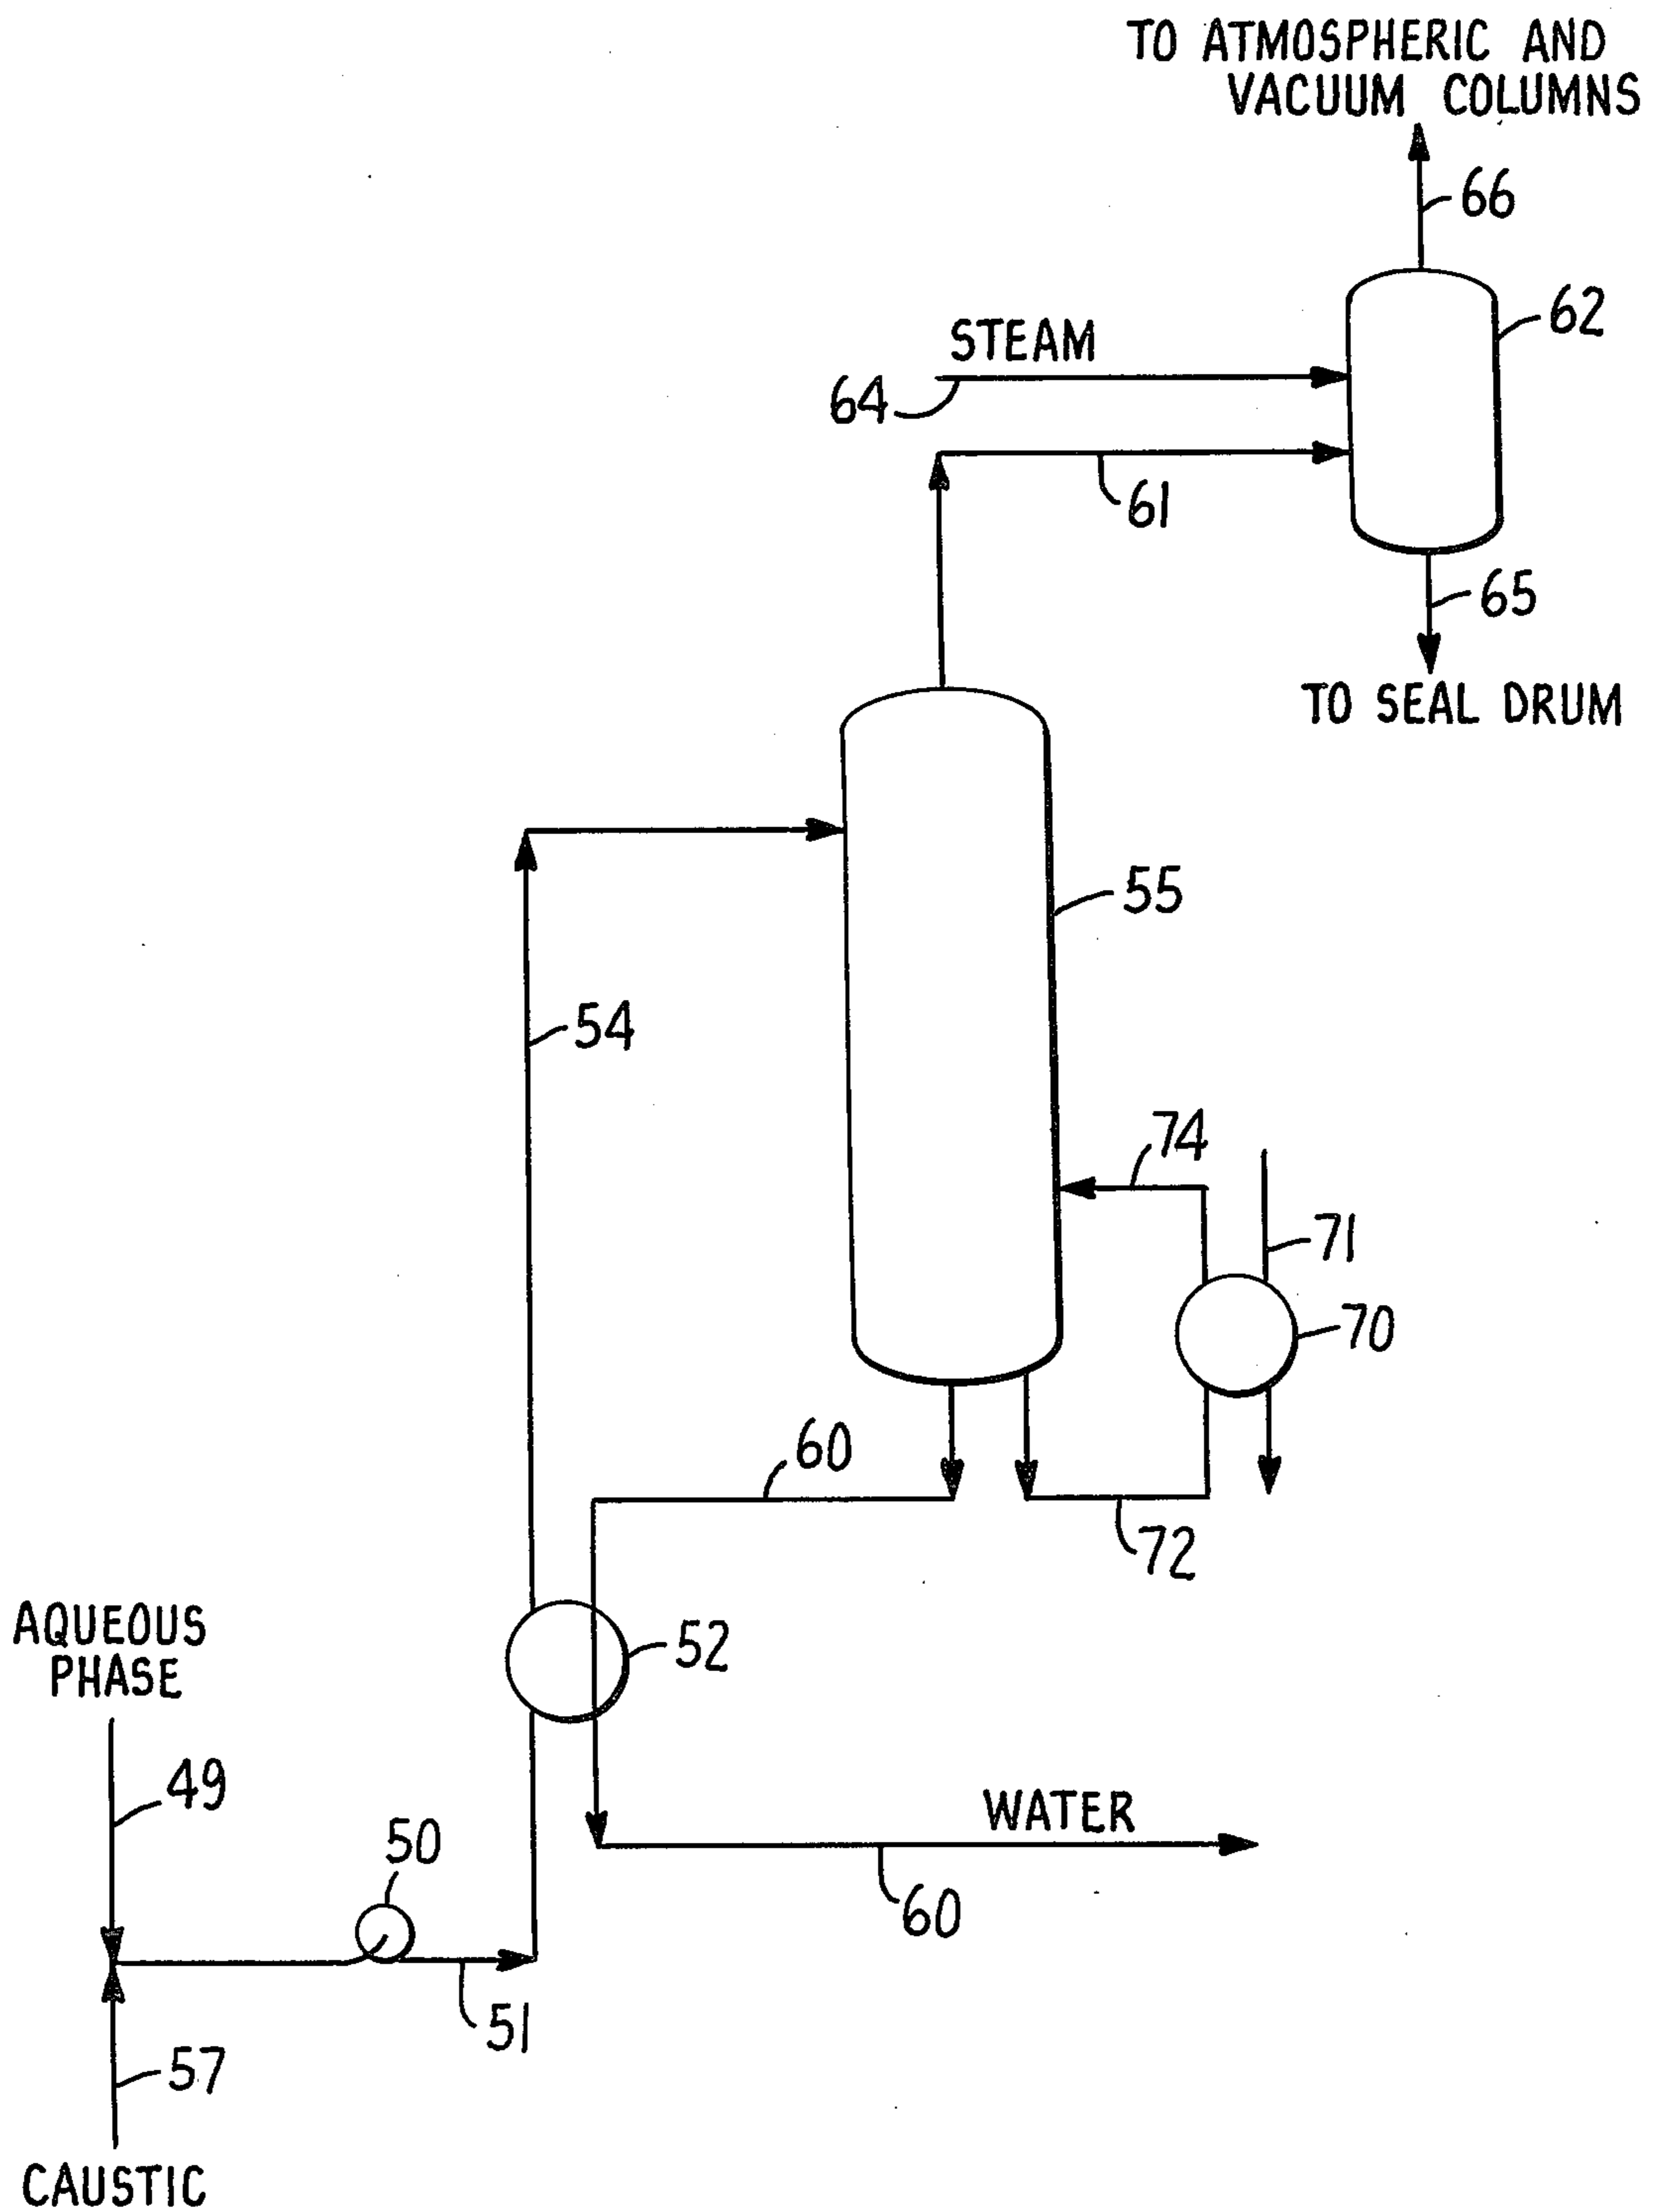 TO ATMOSPHERIC AND
VACUUM COLUMNS
66
62
STEAM
64
61
65
TO SEAL DRUM
55
54
74
71
70
60
72
AQUEOUS
PHASE
52
49
WATER
50
60
51
57
CAUSTIC